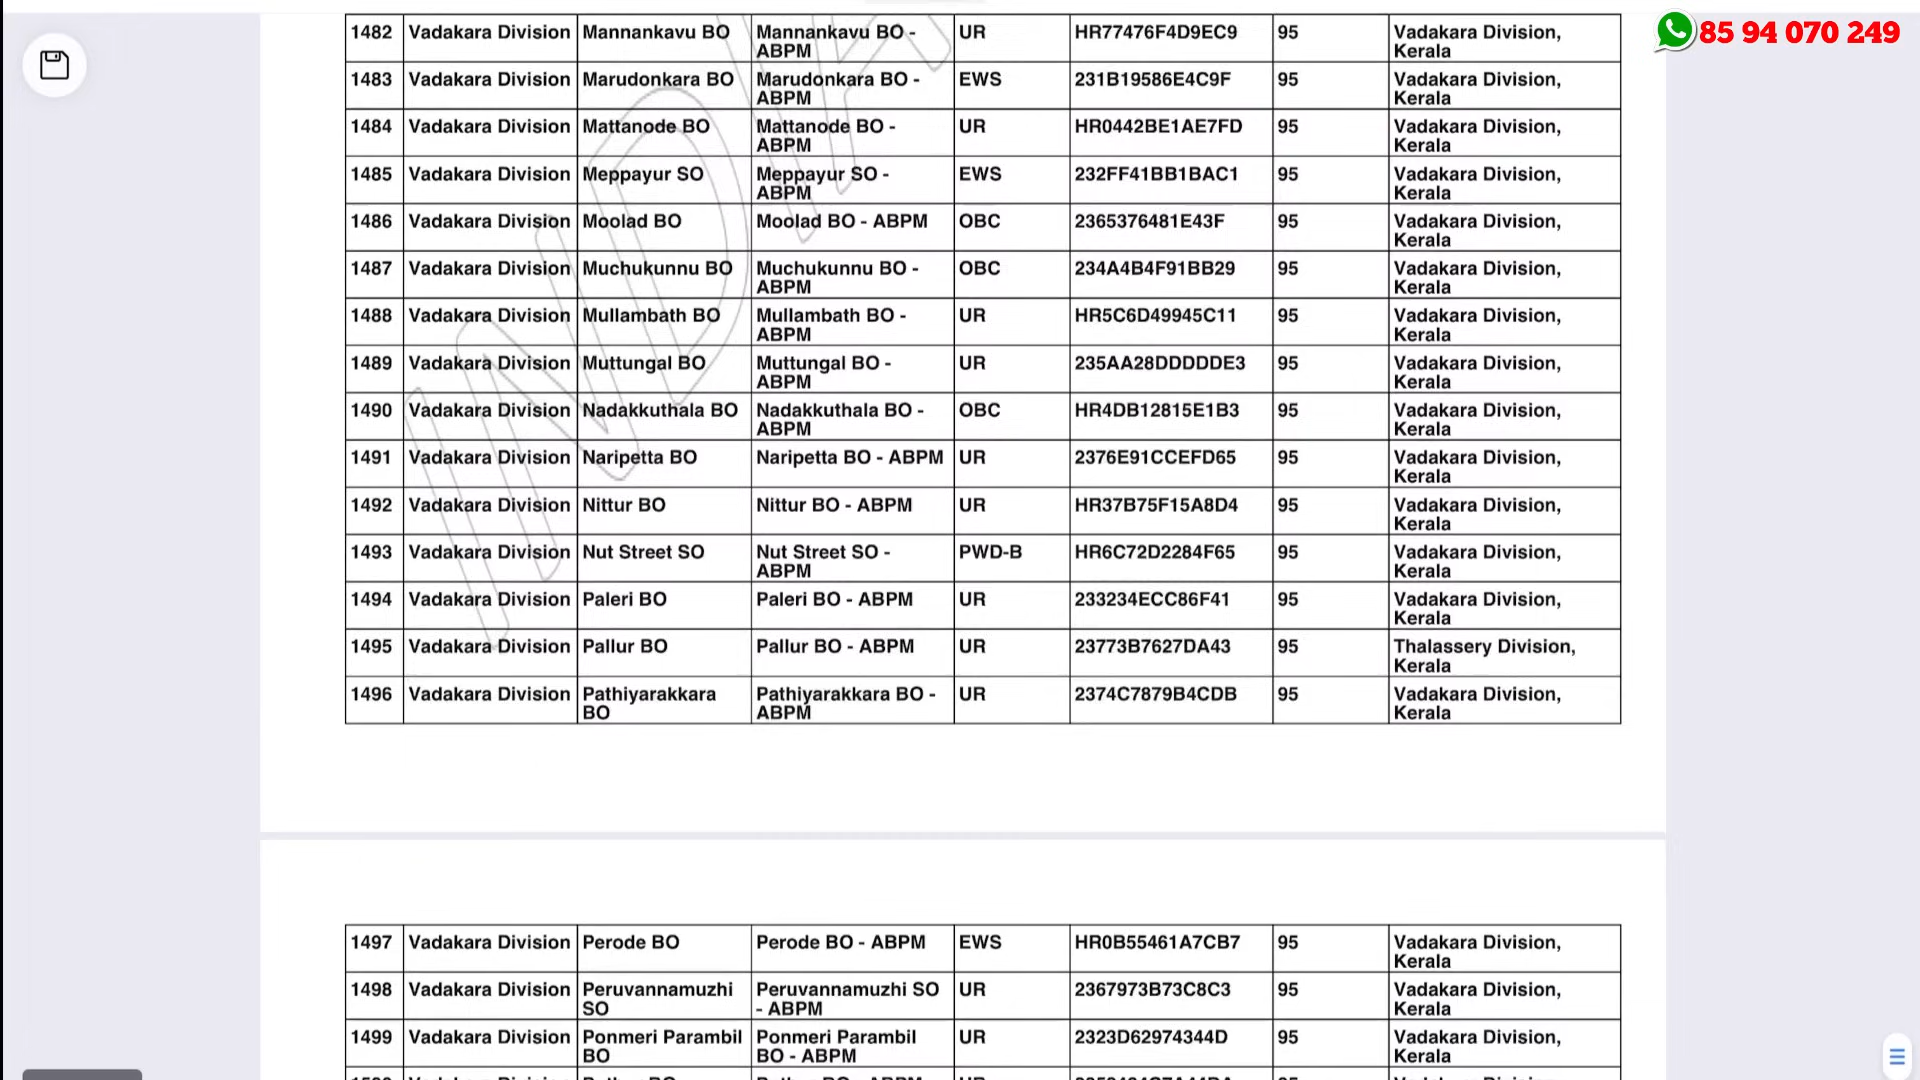 85 94 070 249
1482 Vadakara Division Mannankavu BO Mannankavu BO - ABPM UR HR77476F4D9EC9 95 Vadakara Division, Kerala
1483 Vadakara Division Marudonkara BO Marudonkara BO - ABPM EWS 231B19586E4C9F 95 Vadakara Division, Kerala
1484 Vadakara Division Mattanode BO Mattanode BO - ABPM UR HR0442BE1AE7FD 95 Vadakara Division, Kerala
1485 Vadakara Division Meppayur SO Meppayur SO - ABPM EWS 232FF41BB1BAC1 95 Vadakara Division, Kerala
1486 Vadakara Division Moolad BO Moolad BO - ABPM OBC 2365376481E43F 95 Vadakara Division, Kerala
1487 Vadakara Division Muchukunnu BO Muchukunnu BO - ABPM OBC 234A4B4F91BB29 95 Vadakara Division, Kerala
1488 Vadakara Division Mullambath BO Mullambath BO - ABPM UR HR5C6D49945C11 95 Vadakara Division, Kerala
1489 Vadakara Division Muttungal BO Muttungal BO - ABPM UR 235AA28DDDDDE3 95 Vadakara Division, Kerala
1490 Vadakara Division Nadakkuthala BO Nadakkuthala BO - ABPM OBC HR4DB12815E1B3 95 Vadakara Division, Kerala
1491 Vadakara Division Naripetta BO Naripetta BO - ABPM UR 2376E91CCEFD65 95 Vadakara Division, Kerala
1492 Vadakara Division Nittur BO Nittur BO - ABPM UR HR37B75F15A8D4 95 Vadakara Division, Kerala
1493 Vadakara Division Nut Street SO Nut Street SO - ABPM PWD-B HR6C72D2284F65 95 Vadakara Division, Kerala
1494 Vadakara Division Paleri BO Paleri BO - ABPM UR 233234ECC86F41 95 Vadakara Division, Kerala
1495 Vadakara Division Pallur BO Pallur BO - ABPM UR 23773B7627DA43 95 Thalassery Division, Kerala
1496 Vadakara Division Pathiyarakkara BO Pathiyarakkara BO - ABPM UR 2374C7879B4CDB 95 Vadakara Division, Kerala
INDIA
1497 Vadakara Division Perode BO Perode BO - ABPM EWS HR0B55461A7CB7 95 Vadakara Division, Kerala
1498 Vadakara Division Peruvannamuzhi SO Peruvannamuzhi SO - ABPM UR 2367973B73C8C3 95 Vadakara Division, Kerala
1499 Vadakara Division Ponmeri Parambil BO Ponmeri Parambil BO - ABPM UR 2323D62974344D 95 Vadakara Division, Kerala